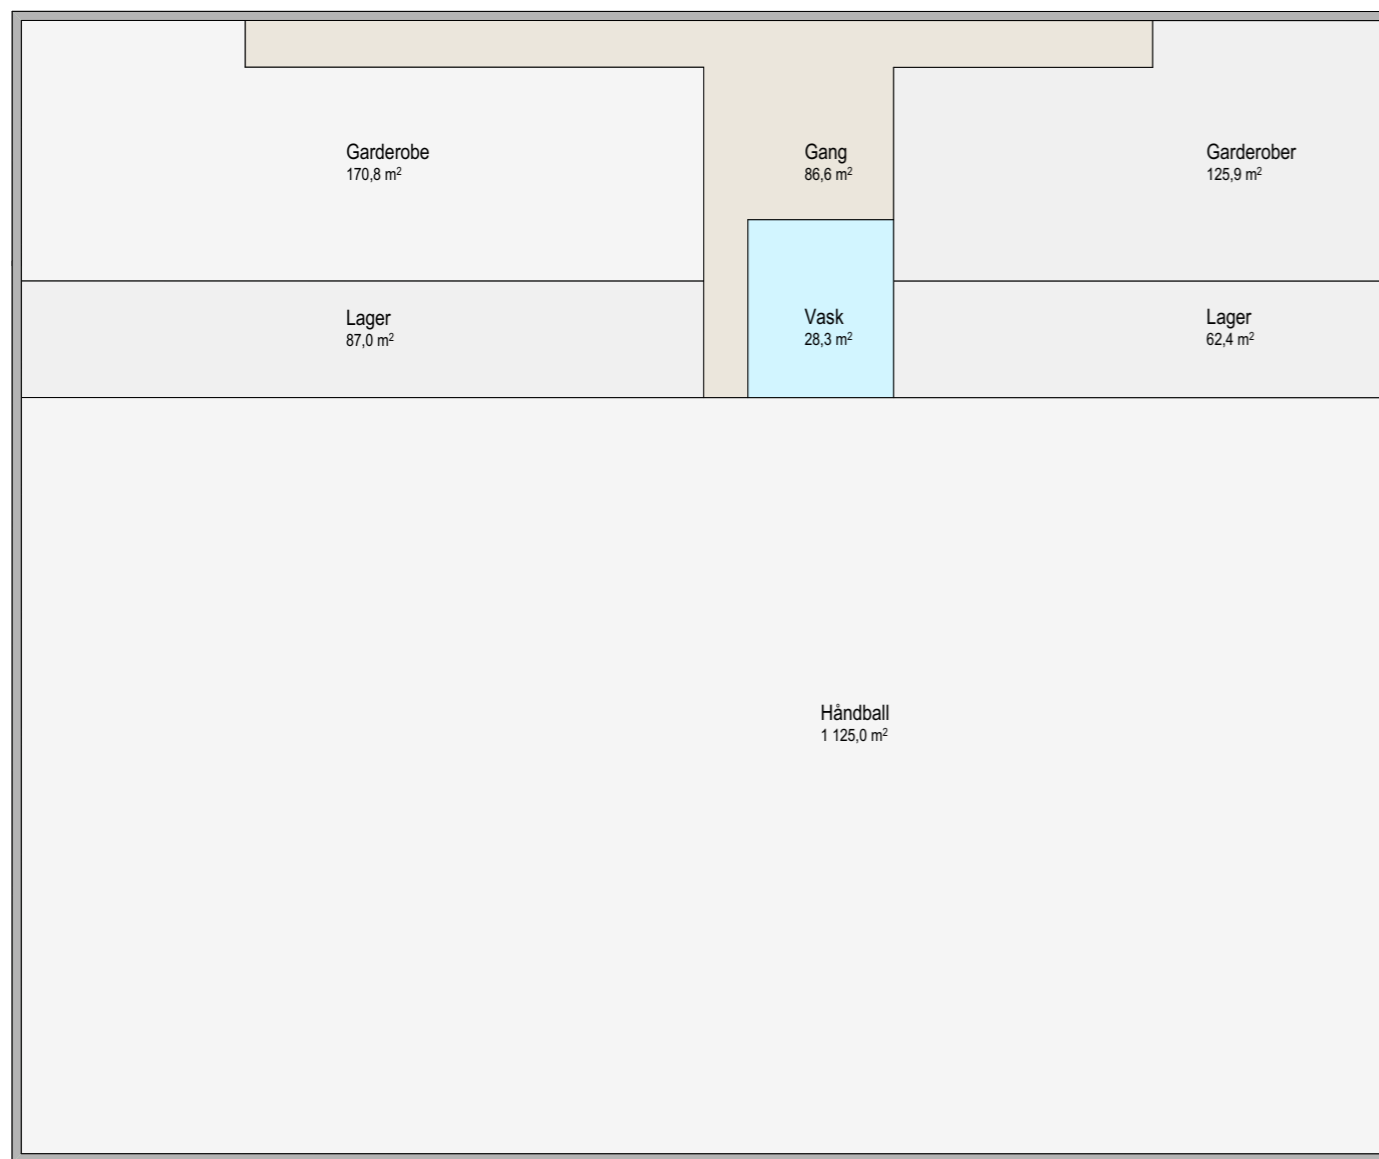 Garderobe
170,8 m²
Gang
86,6 m²
Garderober
125,9 m²
Lager
87,0 m²
Vask
28,3 m²
Lager
62,4 m²
Håndball
1 125,0 m²